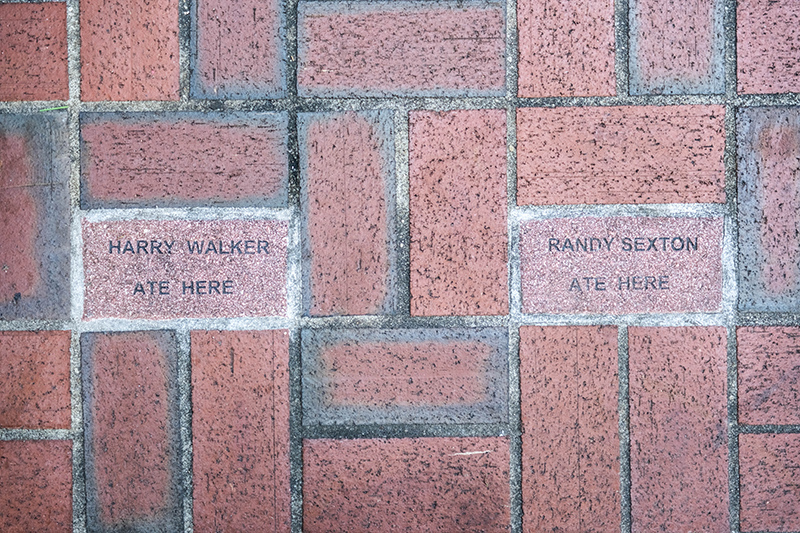 HARRY WALKER
ATE HERE
RANDY SEXTON
ATE HERE